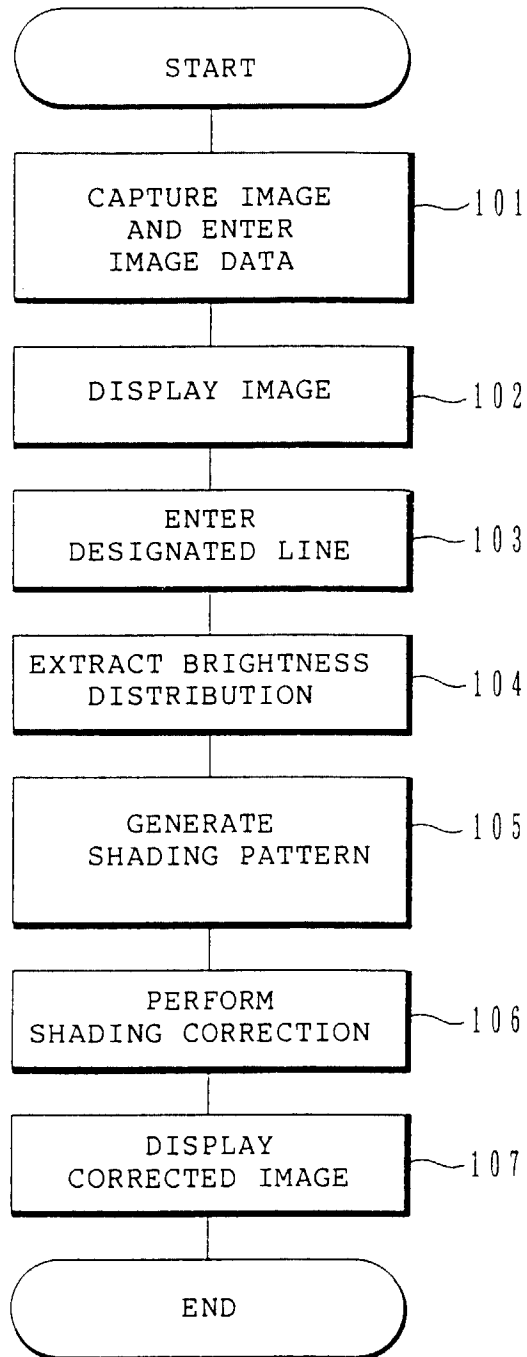 START
CAPTURE IMAGE
AND ENTER
IMAGE DATA
101
DISPLAY IMAGE
102
ENTER
DESIGNATED LINE
103
EXTRACT BRIGHTNESS
DISTRIBUTION
104
GENERATE
SHADING PATTERN
105
PERFORM
SHADING CORRECTION
106
DISPLAY
CORRECTED IMAGE
107
END